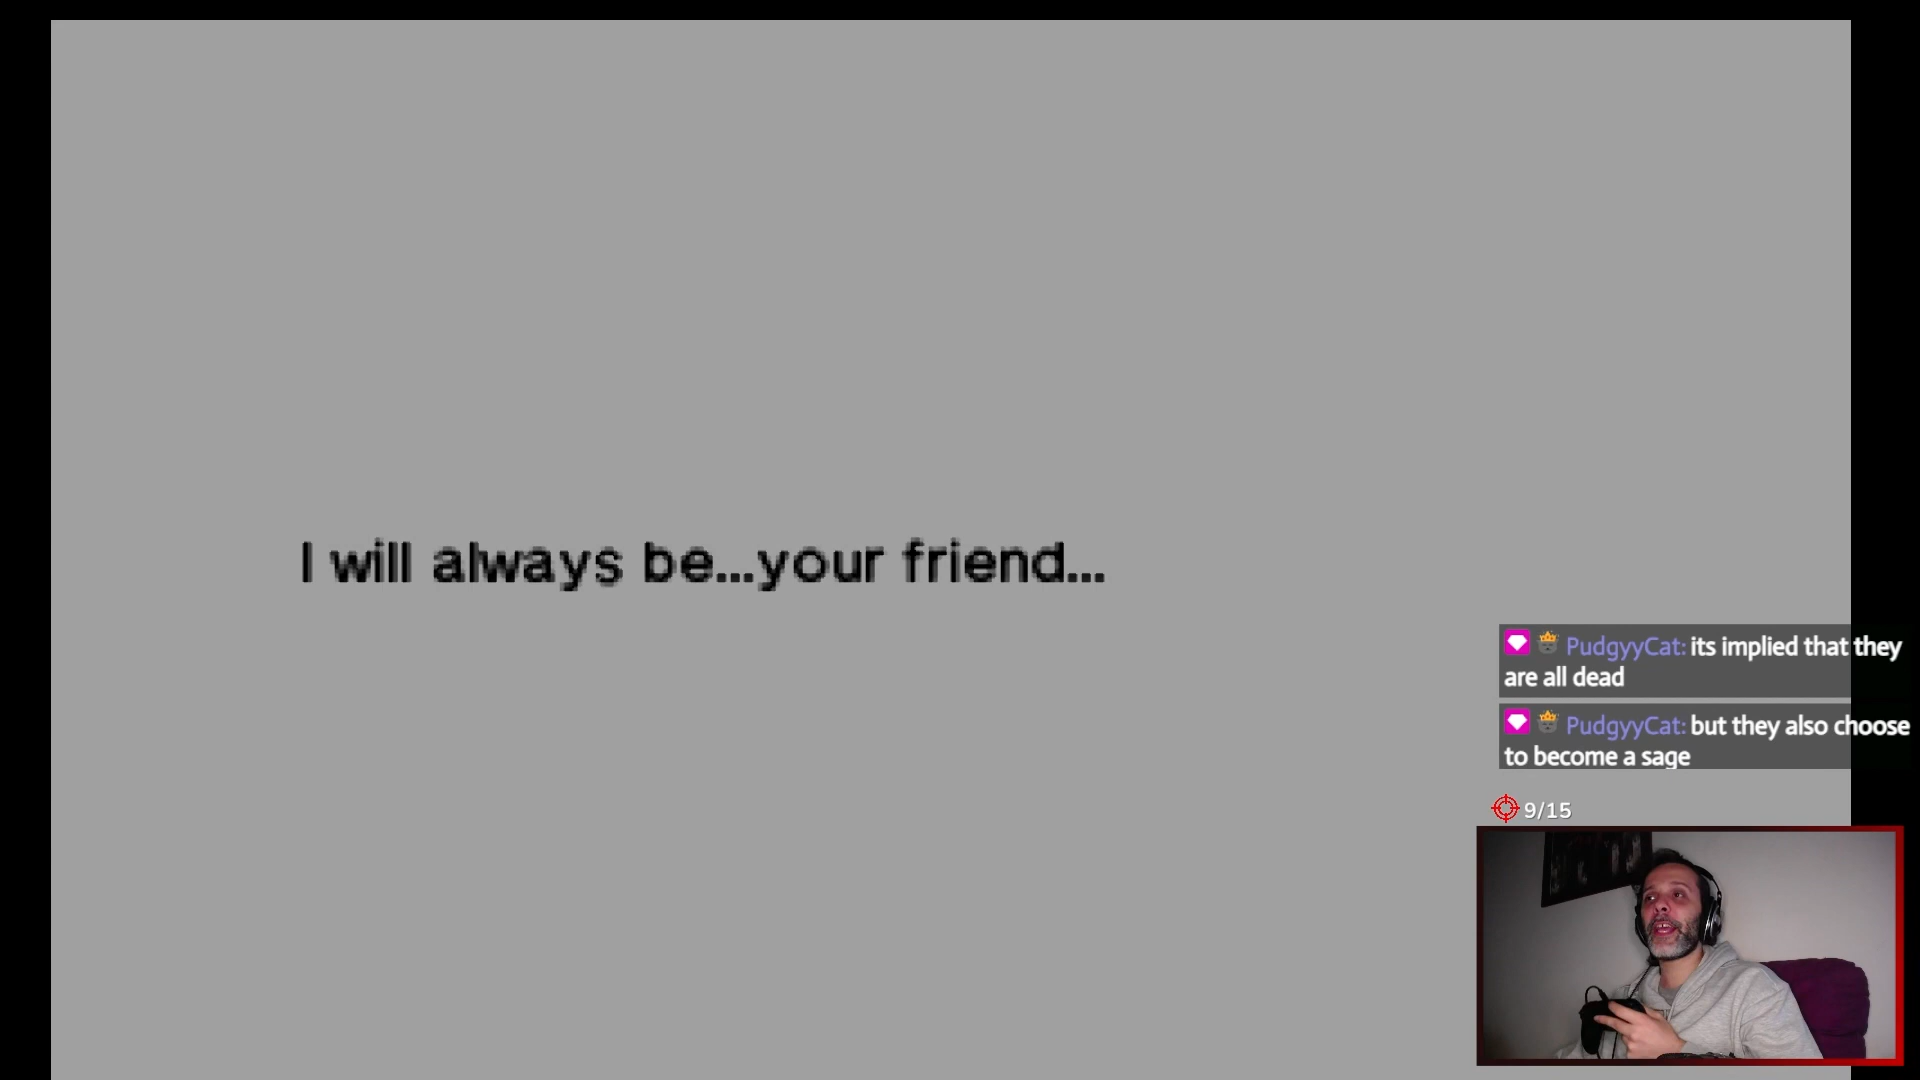 I will always be...your friend...
PudgyyCat: its implied that they
are all dead
PudgyyCat: but they also choose
to become a sage
9/15